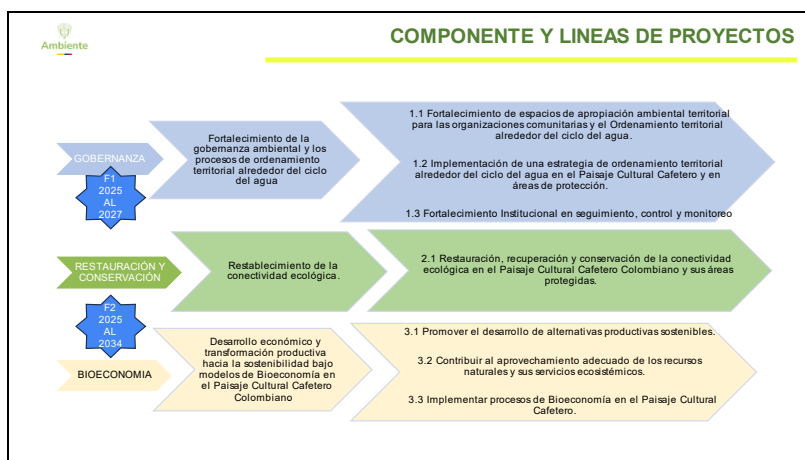 Ambiente
COMPONENTE Y LINEAS DE PROYECTOS
GOBERNANZA
F1
2025
AL
2027
Fortalecimiento de la
gobernanza ambiental y los
procesos de ordenamiento
territorial alrededor del ciclo
del agua
1.1 Fortalecimiento de espacios de apropiación ambiental territorial
para las organizaciones comunitarias y el Ordenamiento territorial
alrededor del ciclo del agua.
1.2 Implementación de una estrategia de ordenamiento territorial
alrededor del ciclo del agua en el Paisaje Cultural Cafetero y en
áreas de protección.
1.3 Fortalecimiento Institucional en seguimiento, control y monitoreo
RESTAURACIÓN Y
CONSERVACIÓN
Restablecimiento de la
conectividad ecológica.
2.1 Restauración, recuperación y conservación de la conectividad
ecológica en el Paisaje Cultural Cafetero Colombiano y sus áreas
protegidas.
F2
2025
AL
2034
BIOECONOMIA
Desarrollo económico y
transformación productiva
hacia la sostenibilidad bajo
modelos de Bioeconomía en
el Paisaje Cultural Cafetero
Colombiano
3.1 Promover el desarrollo de alternativas productivas sostenibles.
3.2 Contribuir al aprovechamiento adecuado de los recursos
naturales y sus servicios ecosistémicos.
3.3 Implementar procesos de Bioeconomía en el Paisaje Cultural
Cafetero.